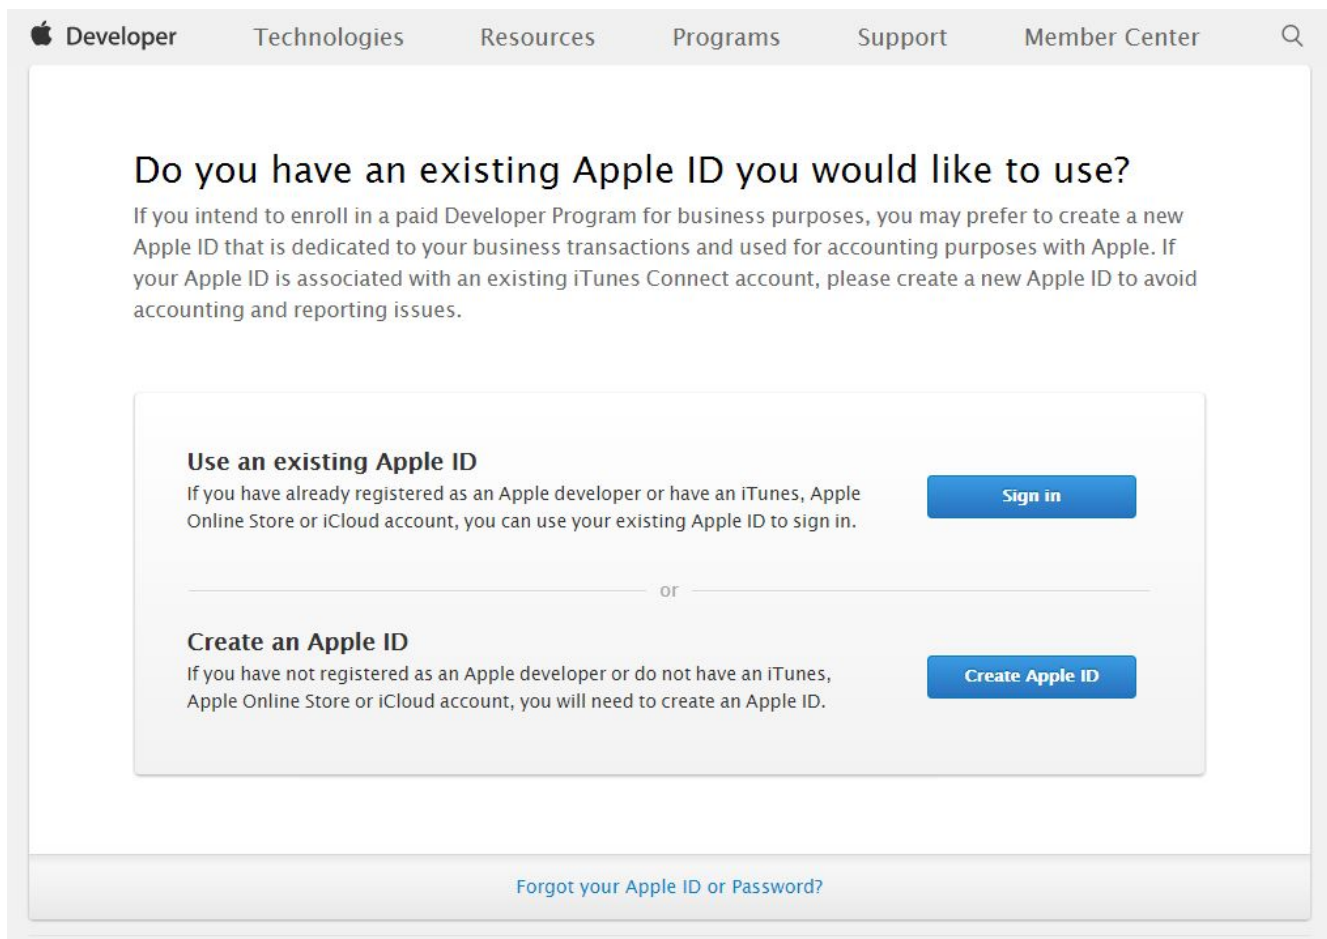 Developer Technologies Resources Programs Support Member Center
Do you have an existing Apple ID you would like to use?
If you intend to enroll in a paid Developer Program for business purposes, you may prefer to create a new
Apple ID that is dedicated to your business transactions and used for accounting purposes with Apple. If
your Apple ID is associated with an existing iTunes Connect account, please create a new Apple ID to avoid
accounting and reporting issues.
Use an existing Apple ID
If you have already registered as an Apple developer or have an iTunes, Apple
Online Store or iCloud account, you can use your existing Apple ID to sign in.
Sign in
or
Create an Apple ID
If you have not registered as an Apple developer or do not have an iTunes,
Apple Online Store or iCloud account, you will need to create an Apple ID.
Create Apple ID
Forgot your Apple ID or Password?